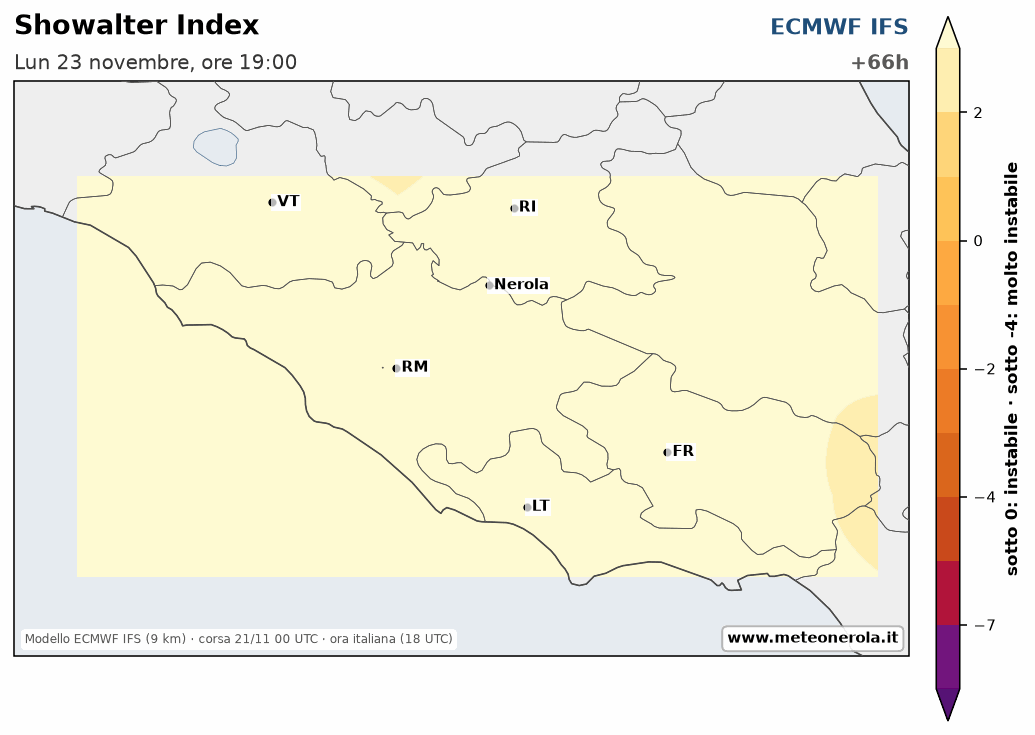 Showalter Index
ECMWF IFS
Lun 23 novembre, ore 19:00
+66h
VT
RI
Nerola
RM
FR
LT
Modello ECMWF IFS (9 km) · corsa 21/11 00 UTC · ora italiana (18 UTC)
www.meteonerola.it
2
0
−2
−4
−7
sotto 0: instabile · sotto -4: molto instabile